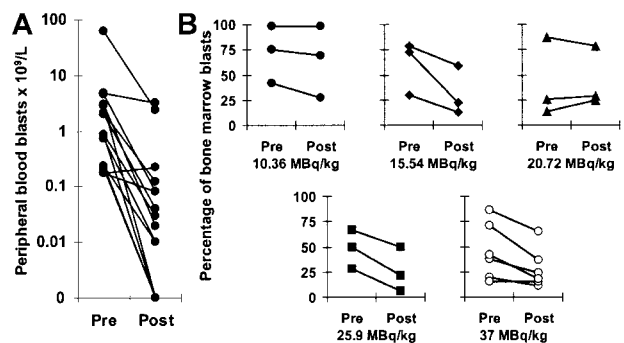 A
Peripheral blood blasts x 10⁹/L
100
10
1
0.1
0.01
0
Pre Post
B
Percentage of bone marrow blasts
100
75
50
25
0
Pre Post
10.36 MBq/kg
Pre Post
15.54 MBq/kg
Pre Post
20.72 MBq/kg
100
75
50
25
0
Pre Post
25.9 MBq/kg
Pre Post
37 MBq/kg